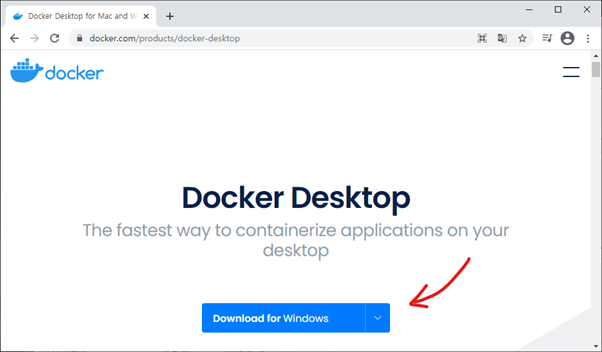 Docker Desktop for Mac and W
docker.com/products/docker-desktop
docker
Docker Desktop
The fastest way to containerize applications on your
desktop
Download for Windows